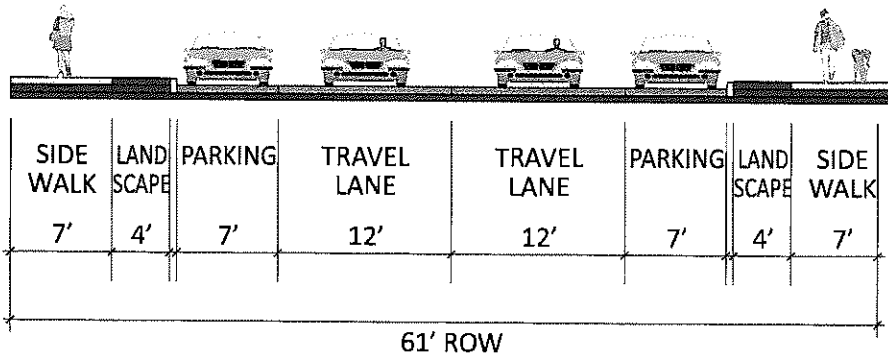 SIDE WALK
LAND SCAPE
PARKING
TRAVEL LANE
TRAVEL LANE
PARKING
LAND SCAPE
SIDE WALK
7' 4' 7' 12' 12' 7' 4' 7'
61' ROW